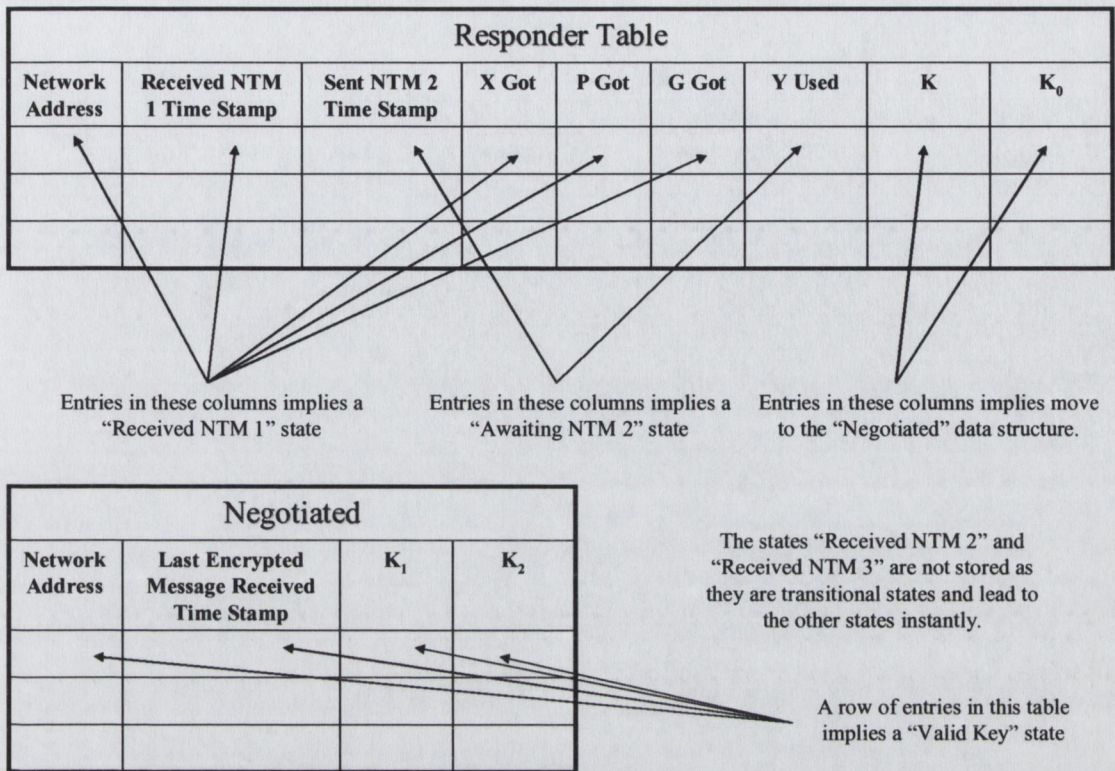 Responder Table
Network Address
Received NTM 1 Time Stamp
Sent NTM 2 Time Stamp
X Got
P Got
G Got
Y Used
K
K₀
Entries in these columns implies a
“Received NTM 1” state
Entries in these columns implies a
“Awaiting NTM 2” state
Entries in these columns implies move
to the “Negotiated” data structure.
Negotiated
Network Address
Last Encrypted Message Received Time Stamp
K₁
K₂
The states “Received NTM 2” and
“Received NTM 3” are not stored as
they are transitional states and lead to
the other states instantly.
A row of entries in this table
implies a “Valid Key” state